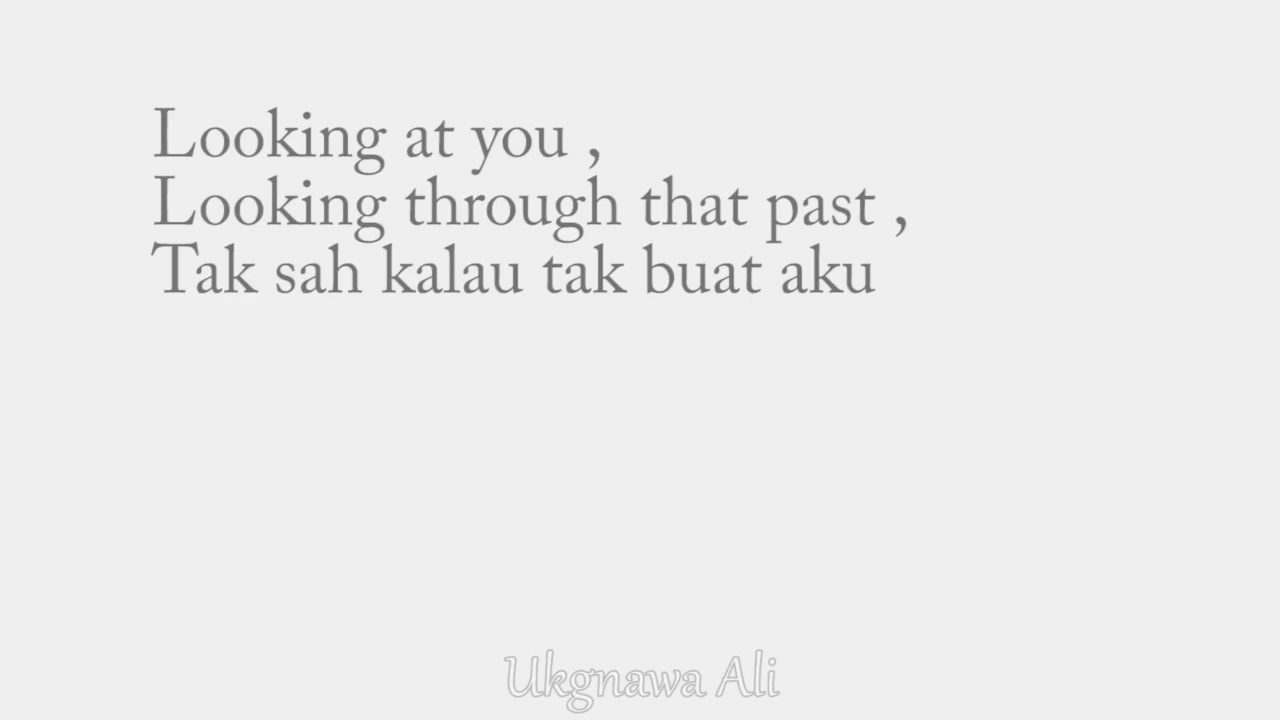 Looking at you ,
Looking through that past ,
Tak sah kalau tak buat aku
Ukgnawa Ali